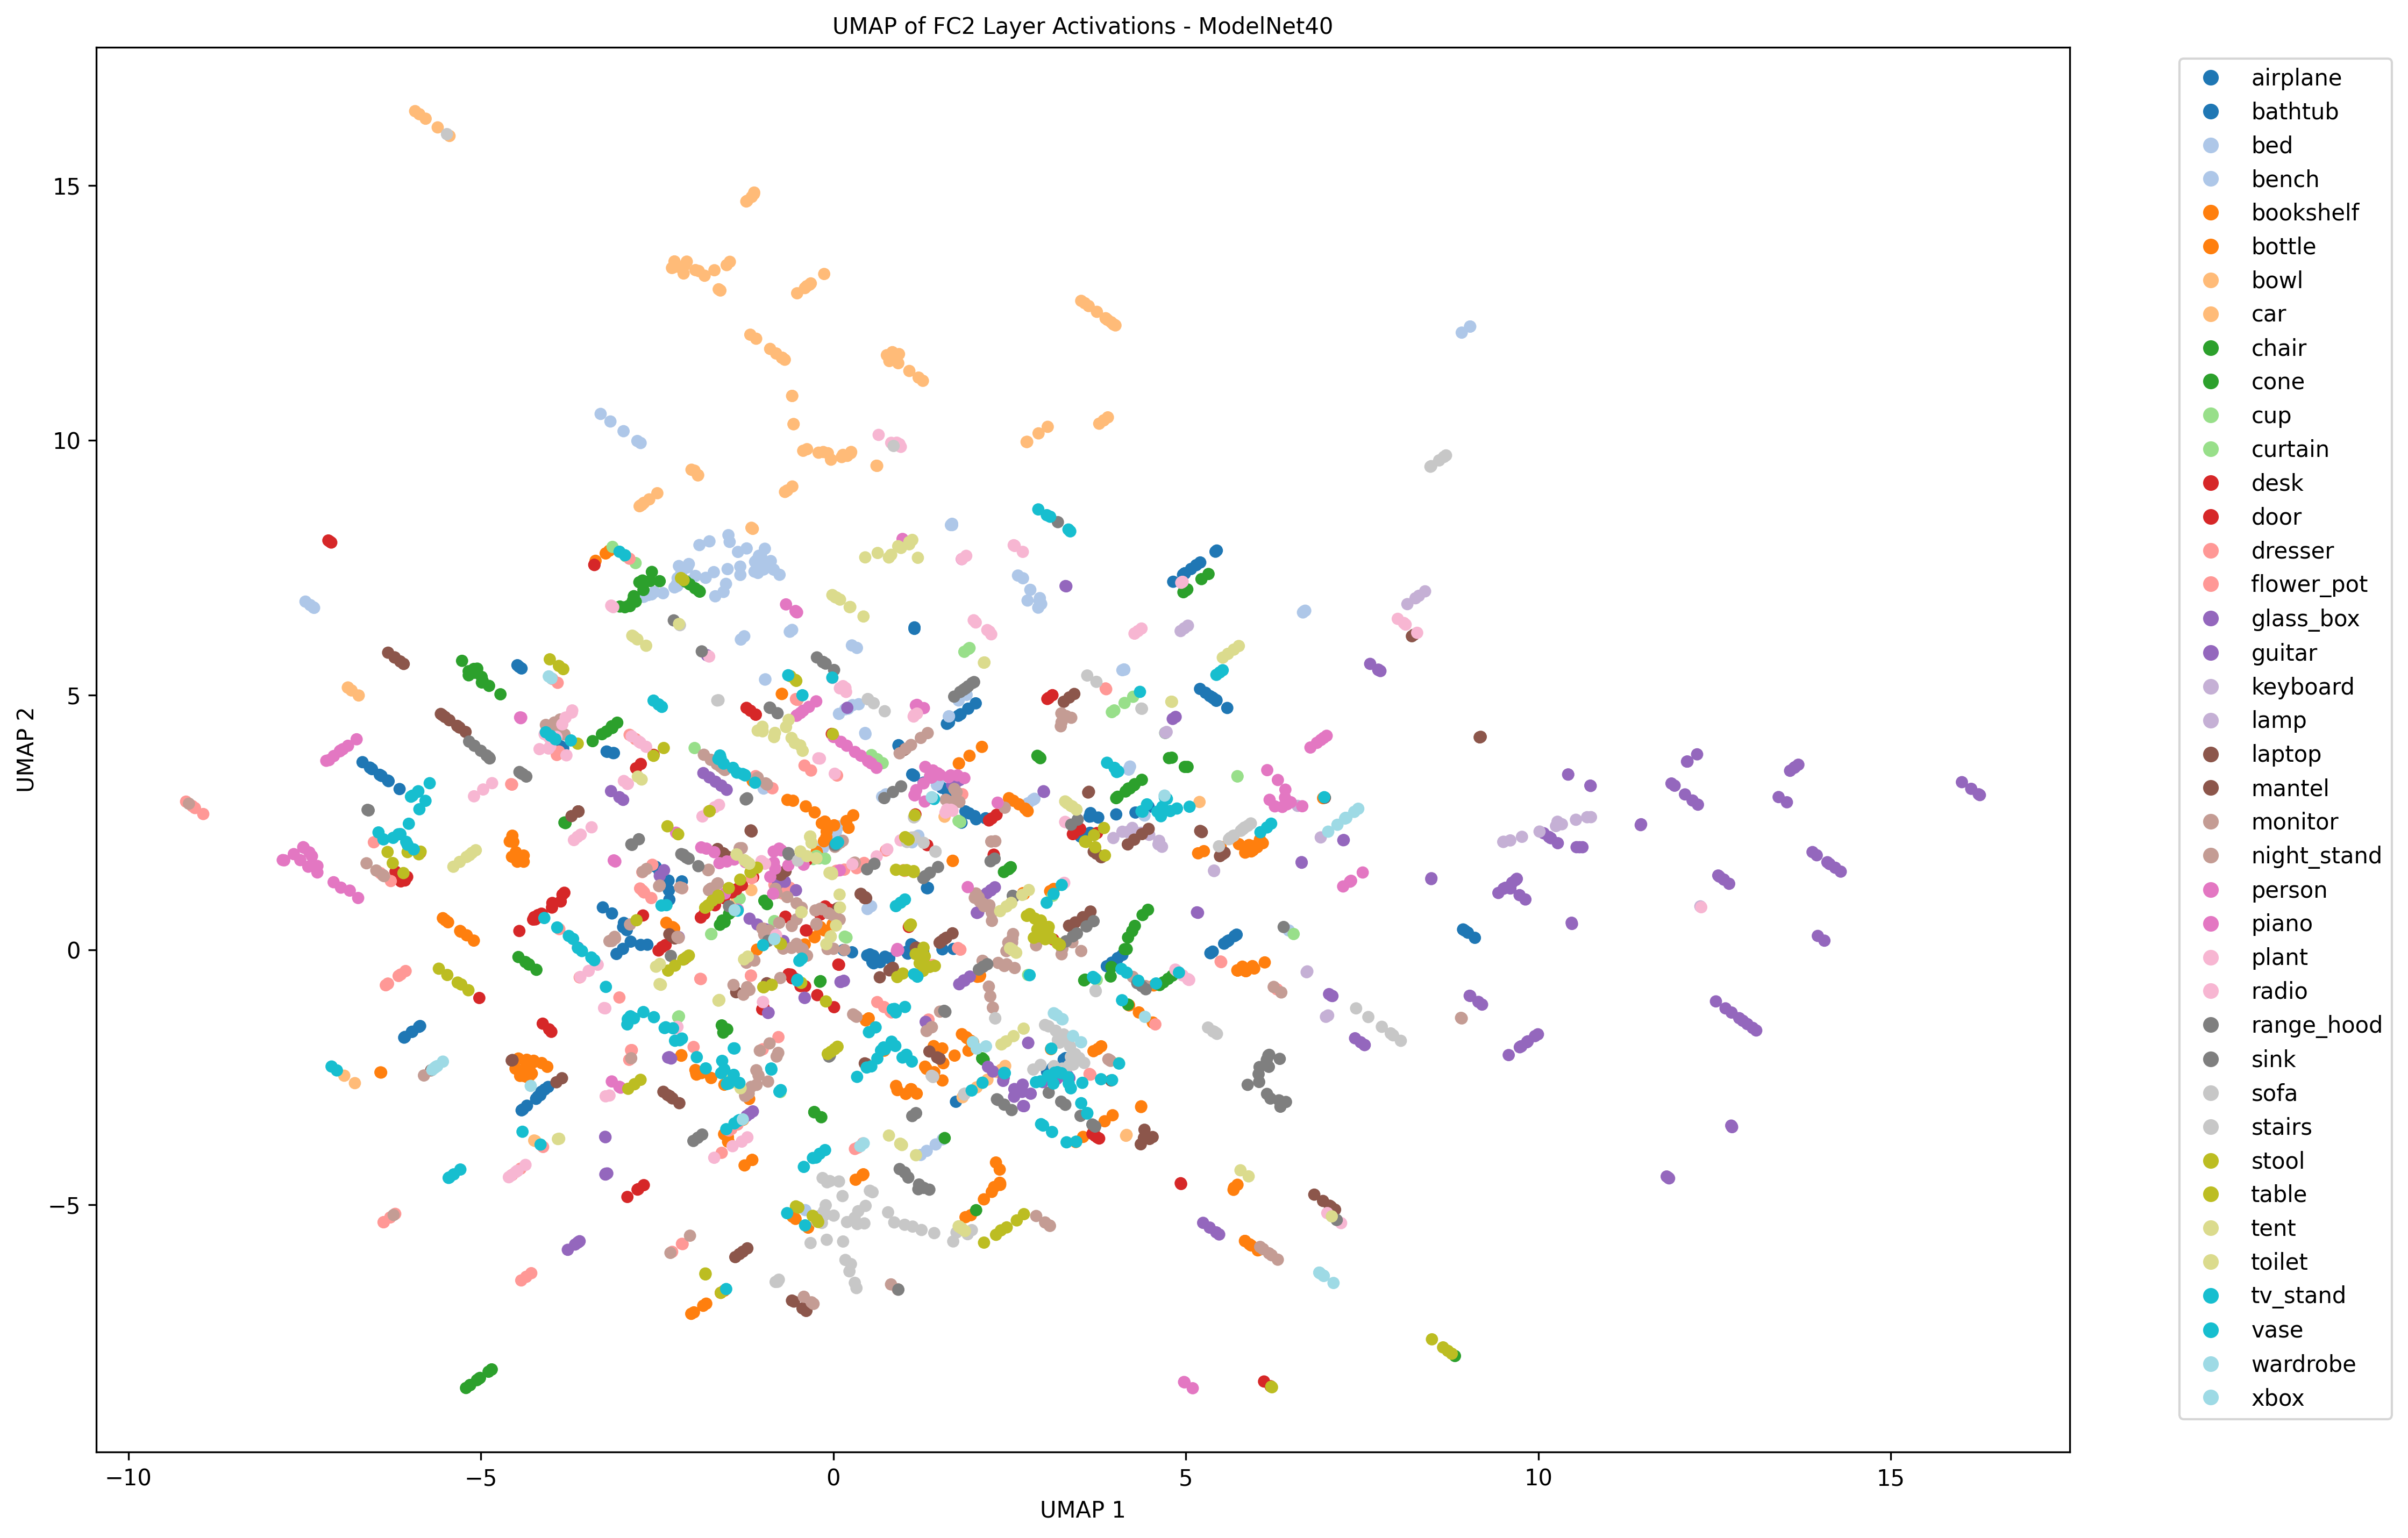 UMAP of FC2 Layer Activations - ModelNet40
15
10
5
0
−5
UMAP 2
−10
−5
0
5
10
15
UMAP 1
airplane
bathtub
bed
bench
bookshelf
bottle
bowl
car
chair
cone
cup
curtain
desk
door
dresser
flower_pot
glass_box
guitar
keyboard
lamp
laptop
mantel
monitor
night_stand
person
piano
plant
radio
range_hood
sink
sofa
stairs
stool
table
tent
toilet
tv_stand
vase
wardrobe
xbox